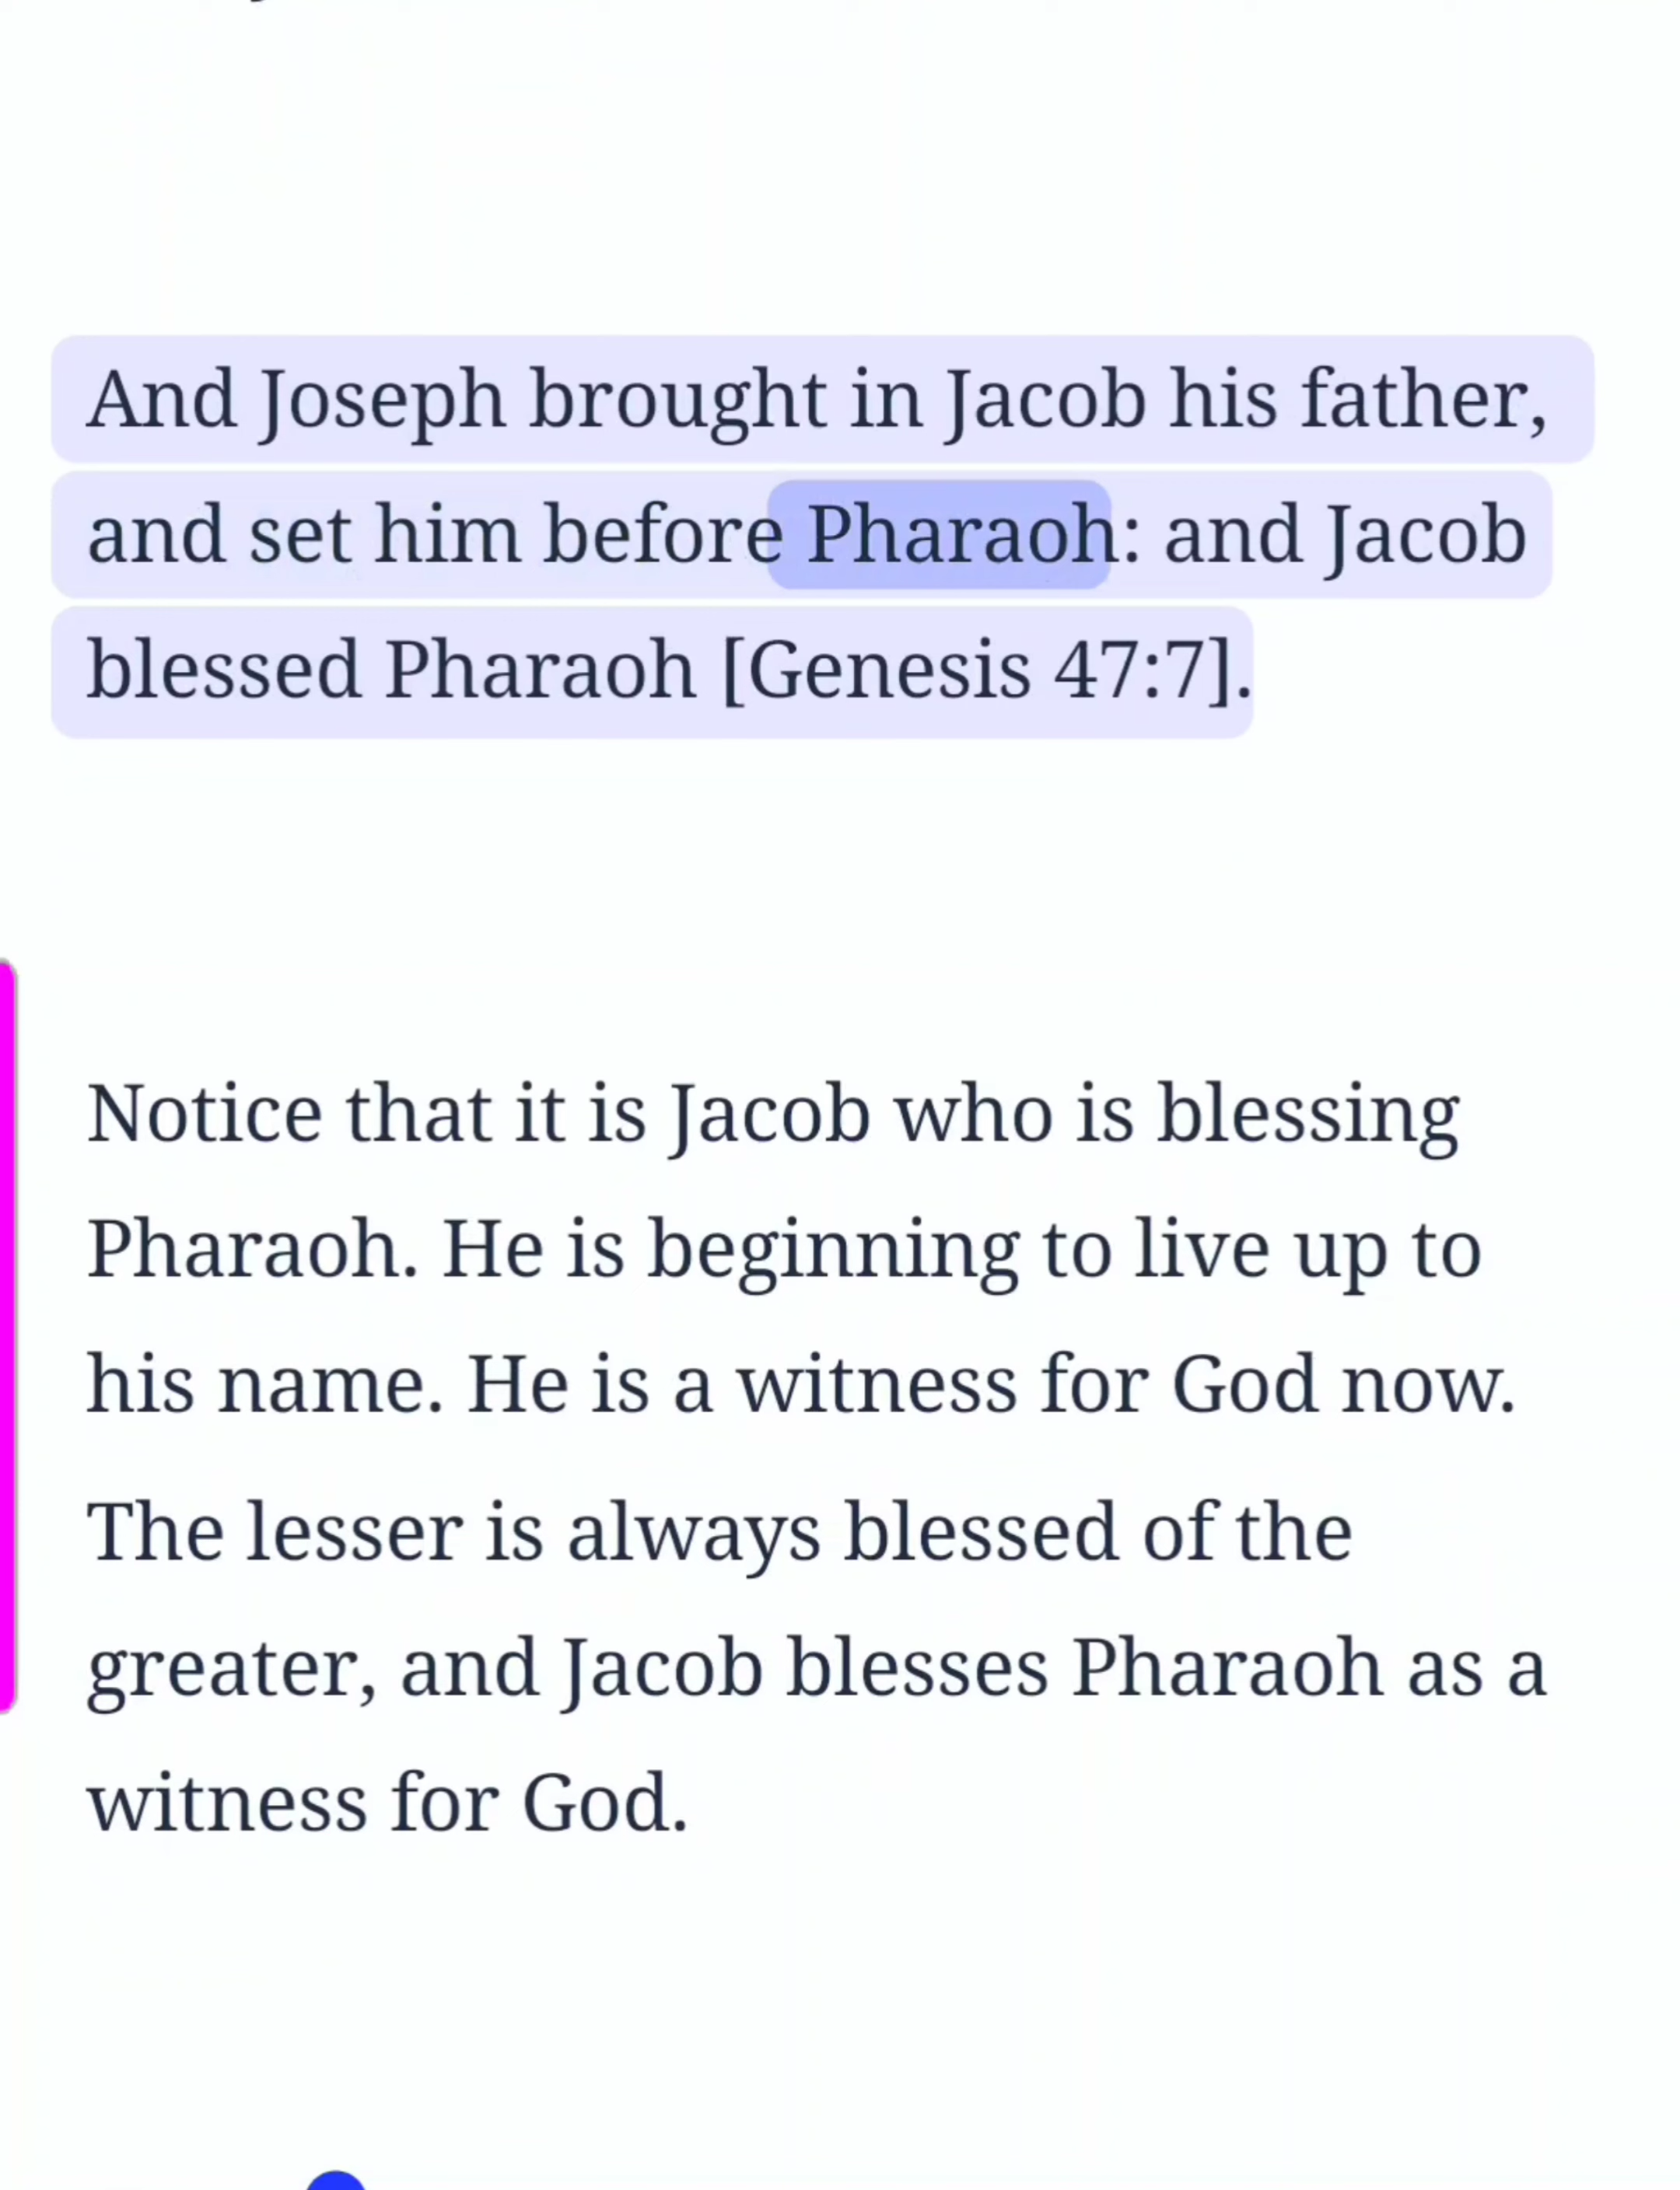 And Joseph brought in Jacob his father,
and set him before Pharaoh: and Jacob
blessed Pharaoh [Genesis 47:7].
Notice that it is Jacob who is blessing
Pharaoh. He is beginning to live up to
his name. He is a witness for God now.
The lesser is always blessed of the
greater, and Jacob blesses Pharaoh as a
witness for God.